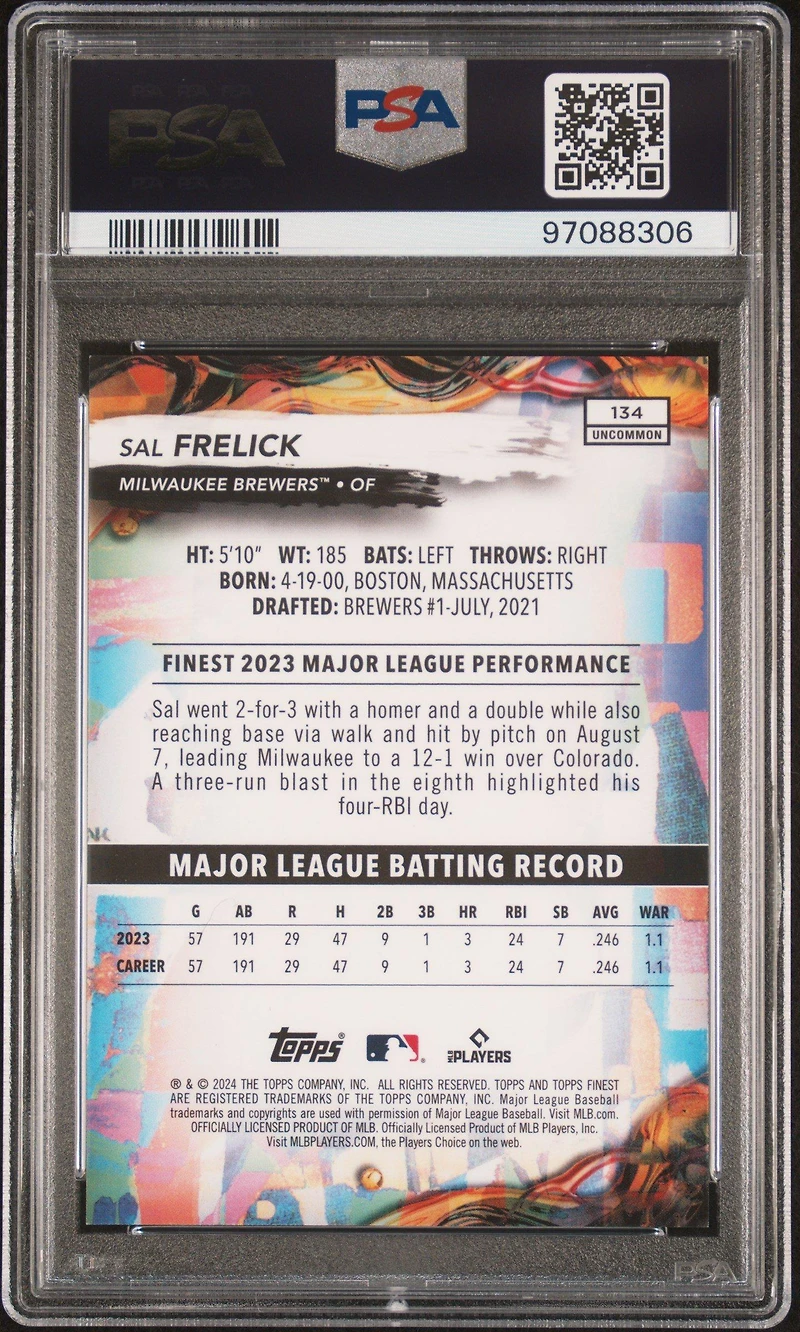 PSA PSA PSA
PSA
PSA PSA PSA
PSA
97088306
134
UNCOMMON
SAL FRELICK
MILWAUKEE BREWERS™ • OF
HT: 5'10" WT: 185 BATS: LEFT THROWS: RIGHT
BORN: 4-19-00, BOSTON, MASSACHUSETTS
DRAFTED: BREWERS #1-JULY, 2021
FINEST 2023 MAJOR LEAGUE PERFORMANCE
Sal went 2-for-3 with a homer and a double while also
reaching base via walk and hit by pitch on August
7, leading Milwaukee to a 12-1 win over Colorado.
A three-run blast in the eighth highlighted his
four-RBI day.
NK
MAJOR LEAGUE BATTING RECORD
G AB R H 2B 3B HR RBI SB AVG WAR
2023 57 191 29 47 9 1 3 24 7 .246 1.1
CAREER 57 191 29 47 9 1 3 24 7 .246 1.1
Topps® ® MLB PLAYERS
® & © 2024 THE TOPPS COMPANY, INC. ALL RIGHTS RESERVED. TOPPS AND TOPPS FINEST
ARE REGISTERED TRADEMARKS OF THE TOPPS COMPANY, INC. Major League Baseball
trademarks and copyrights are used with permission of Major League Baseball. Visit MLB.com.
OFFICIALLY LICENSED PRODUCT OF MLB. Officially Licensed Product of MLB Players, Inc.
Visit MLBPLAYERS.COM, the Players Choice on the web.
PSA